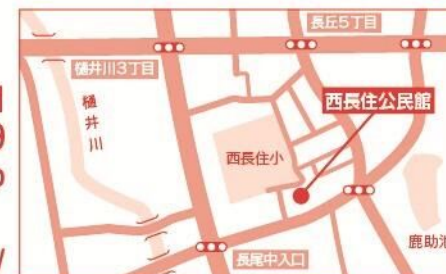 長丘5丁目
樋井川3丁目
樋井川
西長住公民館
西長住小
鹿助池
長尾中入口